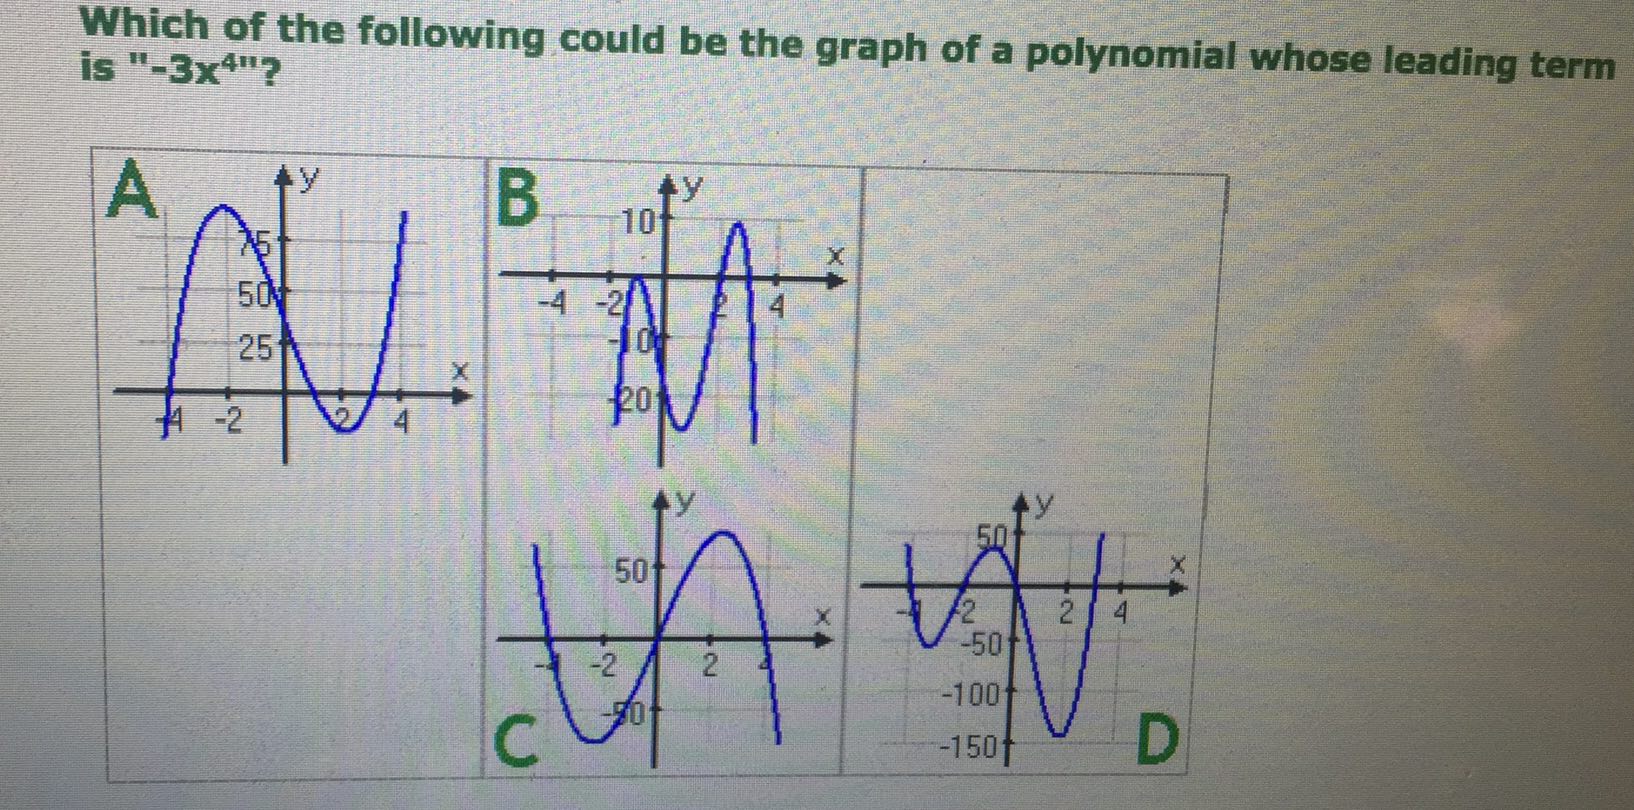 Which of the following could be the graph of a polynomial whose leading term
is "-3x⁴"?
A
y
75
50
25
x
-4 -2 2 4
B
y
10
x
-4 -2 2 4
-10
-20
C
y
50
x
-4 -2 2 4
-50
y
50
x
-4 -2 2 4
-50
-100
-150
D